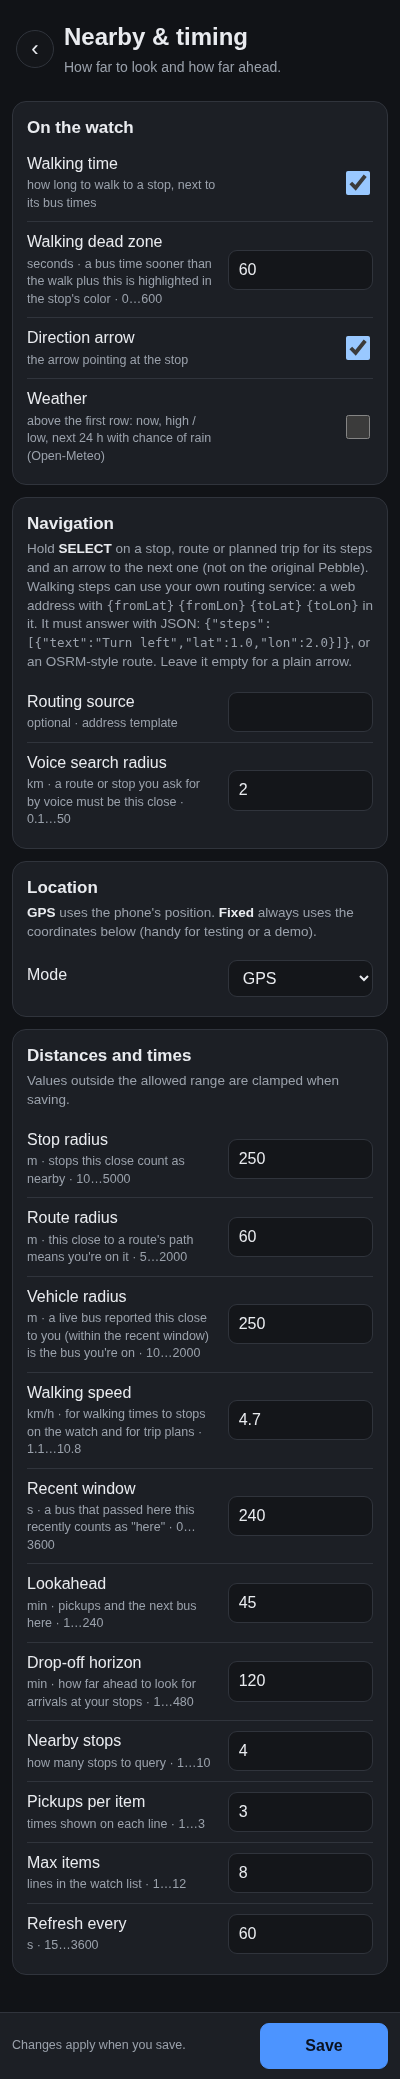 ‹
Nearby & timing
How far to look and how far ahead.
On the watch
Walking time
how long to walk to a stop, next to
its bus times
Walking dead zone
seconds · a bus time sooner than
the walk plus this is highlighted in
the stop's color · 0…600
60
Direction arrow
the arrow pointing at the stop
Weather
above the first row: now, high /
low, next 24 h with chance of rain
(Open-Meteo)
Navigation
Hold SELECT on a stop, route or planned trip for its steps
and an arrow to the next one (not on the original Pebble).
Walking steps can use your own routing service: a web
address with {fromLat} {fromLon} {toLat} {toLon} in
it. It must answer with JSON: {"steps":
[{"text":"Turn left","lat":1.0,"lon":2.0}]}, or
an OSRM-style route. Leave it empty for a plain arrow.
Routing source
optional · address template
Voice search radius
km · a route or stop you ask for
by voice must be this close ·
0.1…50
2
Location
GPS uses the phone's position. Fixed always uses the
coordinates below (handy for testing or a demo).
Mode
GPS
Distances and times
Values outside the allowed range are clamped when
saving.
Stop radius
m · stops this close count as
nearby · 10…5000
250
Route radius
m · this close to a route's path
means you're on it · 5…2000
60
Vehicle radius
m · a live bus reported this close
to you (within the recent window)
is the bus you're on · 10…2000
250
Walking speed
km/h · for walking times to stops
on the watch and for trip plans ·
1.1…10.8
4.7
Recent window
s · a bus that passed here this
recently counts as "here" · 0…
3600
240
Lookahead
min · pickups and the next bus
here · 1…240
45
Drop-off horizon
min · how far ahead to look for
arrivals at your stops · 1…480
120
Nearby stops
how many stops to query · 1…10
4
Pickups per item
times shown on each line · 1…3
3
Max items
lines in the watch list · 1…12
8
Refresh every
s · 15…3600
60
Changes apply when you save.
Save